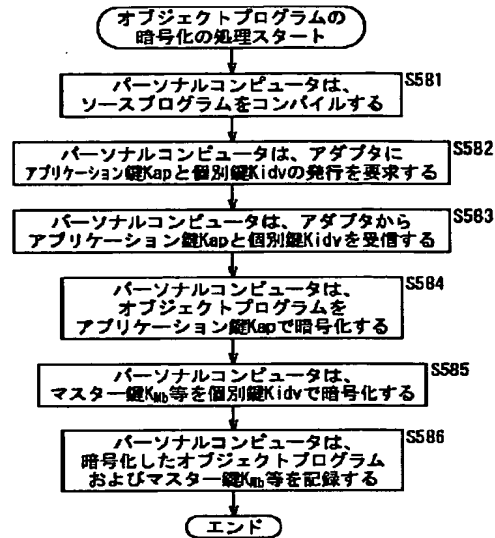 オブジェクトプログラムの
暗号化の処理スタート
S581
パーソナルコンピュータは、
ソースプログラムをコンパイルする
S582
パーソナルコンピュータは、アダプタに
アプリケーション鍵Kapと個別鍵Kidvの発行を要求する
S583
パーソナルコンピュータは、アダプタから
アプリケーション鍵Kapと個別鍵Kidvを受信する
S584
パーソナルコンピュータは、
オブジェクトプログラムを
アプリケーション鍵Kapで暗号化する
S585
パーソナルコンピュータは、
マスター鍵KMb等を個別鍵Kidvで暗号化する
S586
パーソナルコンピュータは、
暗号化したオブジェクトプログラム
およびマスター鍵KMb等を記録する
エンド